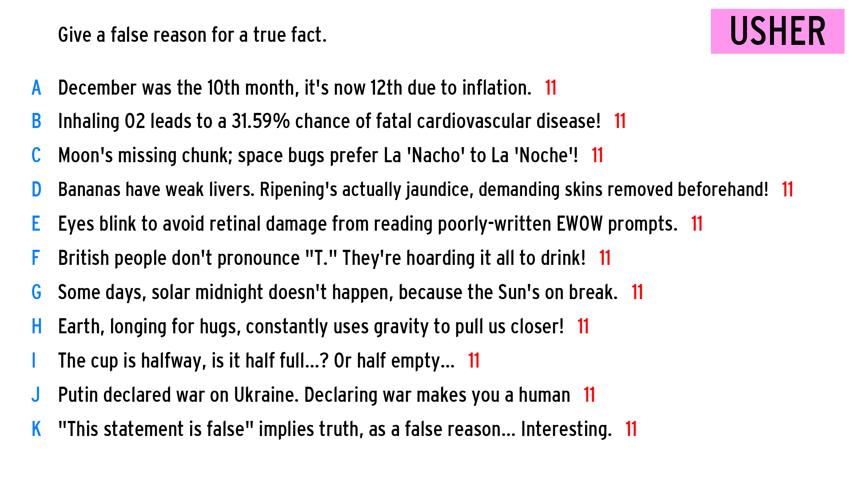 Give a false reason for a true fact.
USHER
A December was the 10th month, it's now 12th due to inflation. 11
B Inhaling O2 leads to a 31.59% chance of fatal cardiovascular disease! 11
C Moon's missing chunk; space bugs prefer La 'Nacho' to La 'Noche'! 11
D Bananas have weak livers. Ripening's actually jaundice, demanding skins removed beforehand! 11
E Eyes blink to avoid retinal damage from reading poorly-written EWOW prompts. 11
F British people don't pronounce "T." They're hoarding it all to drink! 11
G Some days, solar midnight doesn't happen, because the Sun's on break. 11
H Earth, longing for hugs, constantly uses gravity to pull us closer! 11
I The cup is halfway, is it half full...? Or half empty... 11
J Putin declared war on Ukraine. Declaring war makes you a human 11
K "This statement is false" implies truth, as a false reason... Interesting. 11